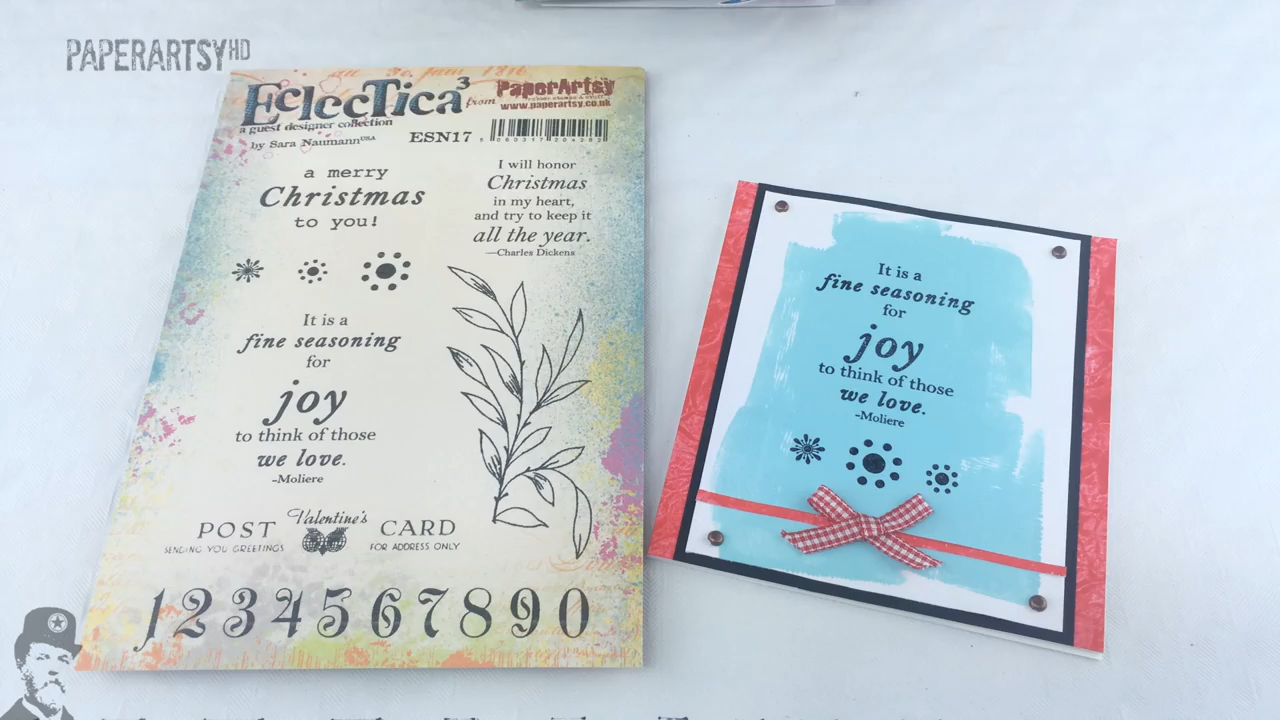 PAPERARTSY HD
EclecTica³ from PaperArtsy
www.paperartsy.co.uk
a guest designer collection
by Sara Naumann USA
ESN17
a merry
Christmas
to you!
I will honor
Christmas
in my heart,
and try to keep it
all the year.
—Charles Dickens
It is a
fine seasoning
for
joy
to think of those
we love.
-Moliere
POST Valentine's CARD
SENDING YOU GREETINGS FOR ADDRESS ONLY
1234567890
It is a
fine seasoning
for
joy
to think of those
we love.
-Moliere